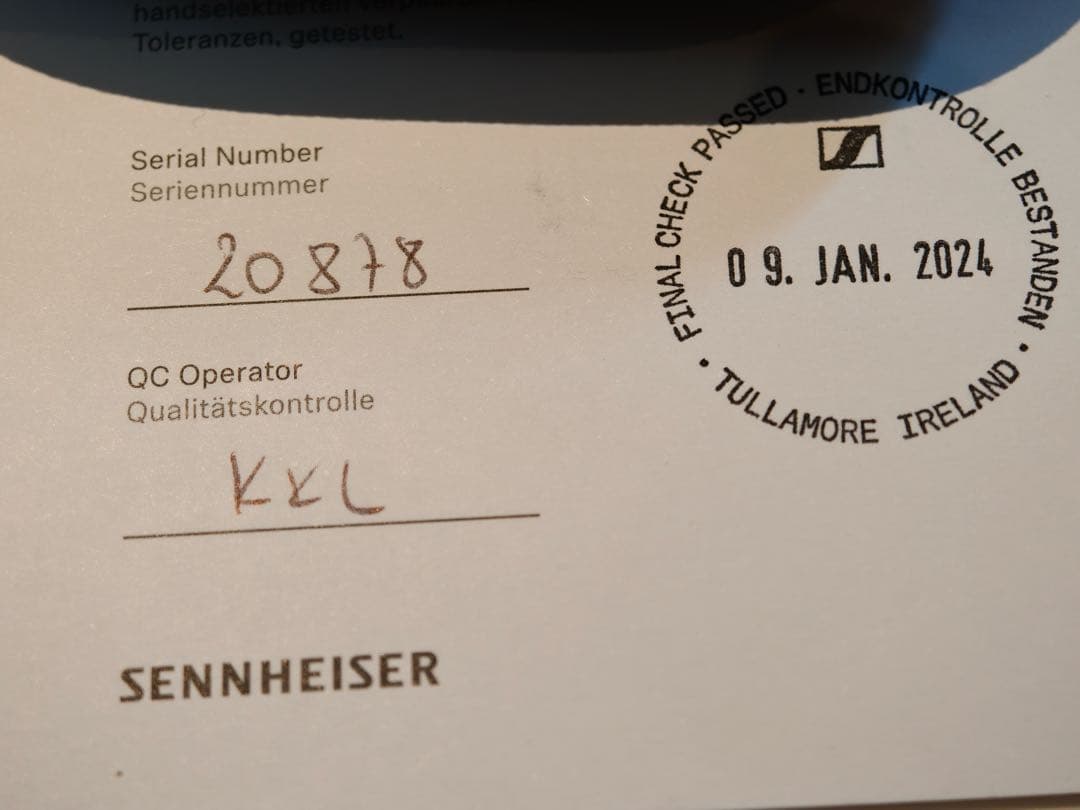 handselektierten
Toleranzen, getestet.
Serial Number
Seriennummer
20878
QC Operator
Qualitätskontrolle
KKL
SENNHEISER
FINAL CHECK PASSED · ENDKONTROLLE BESTANDEN · TULLAMORE IRELAND ·
09. JAN. 2024